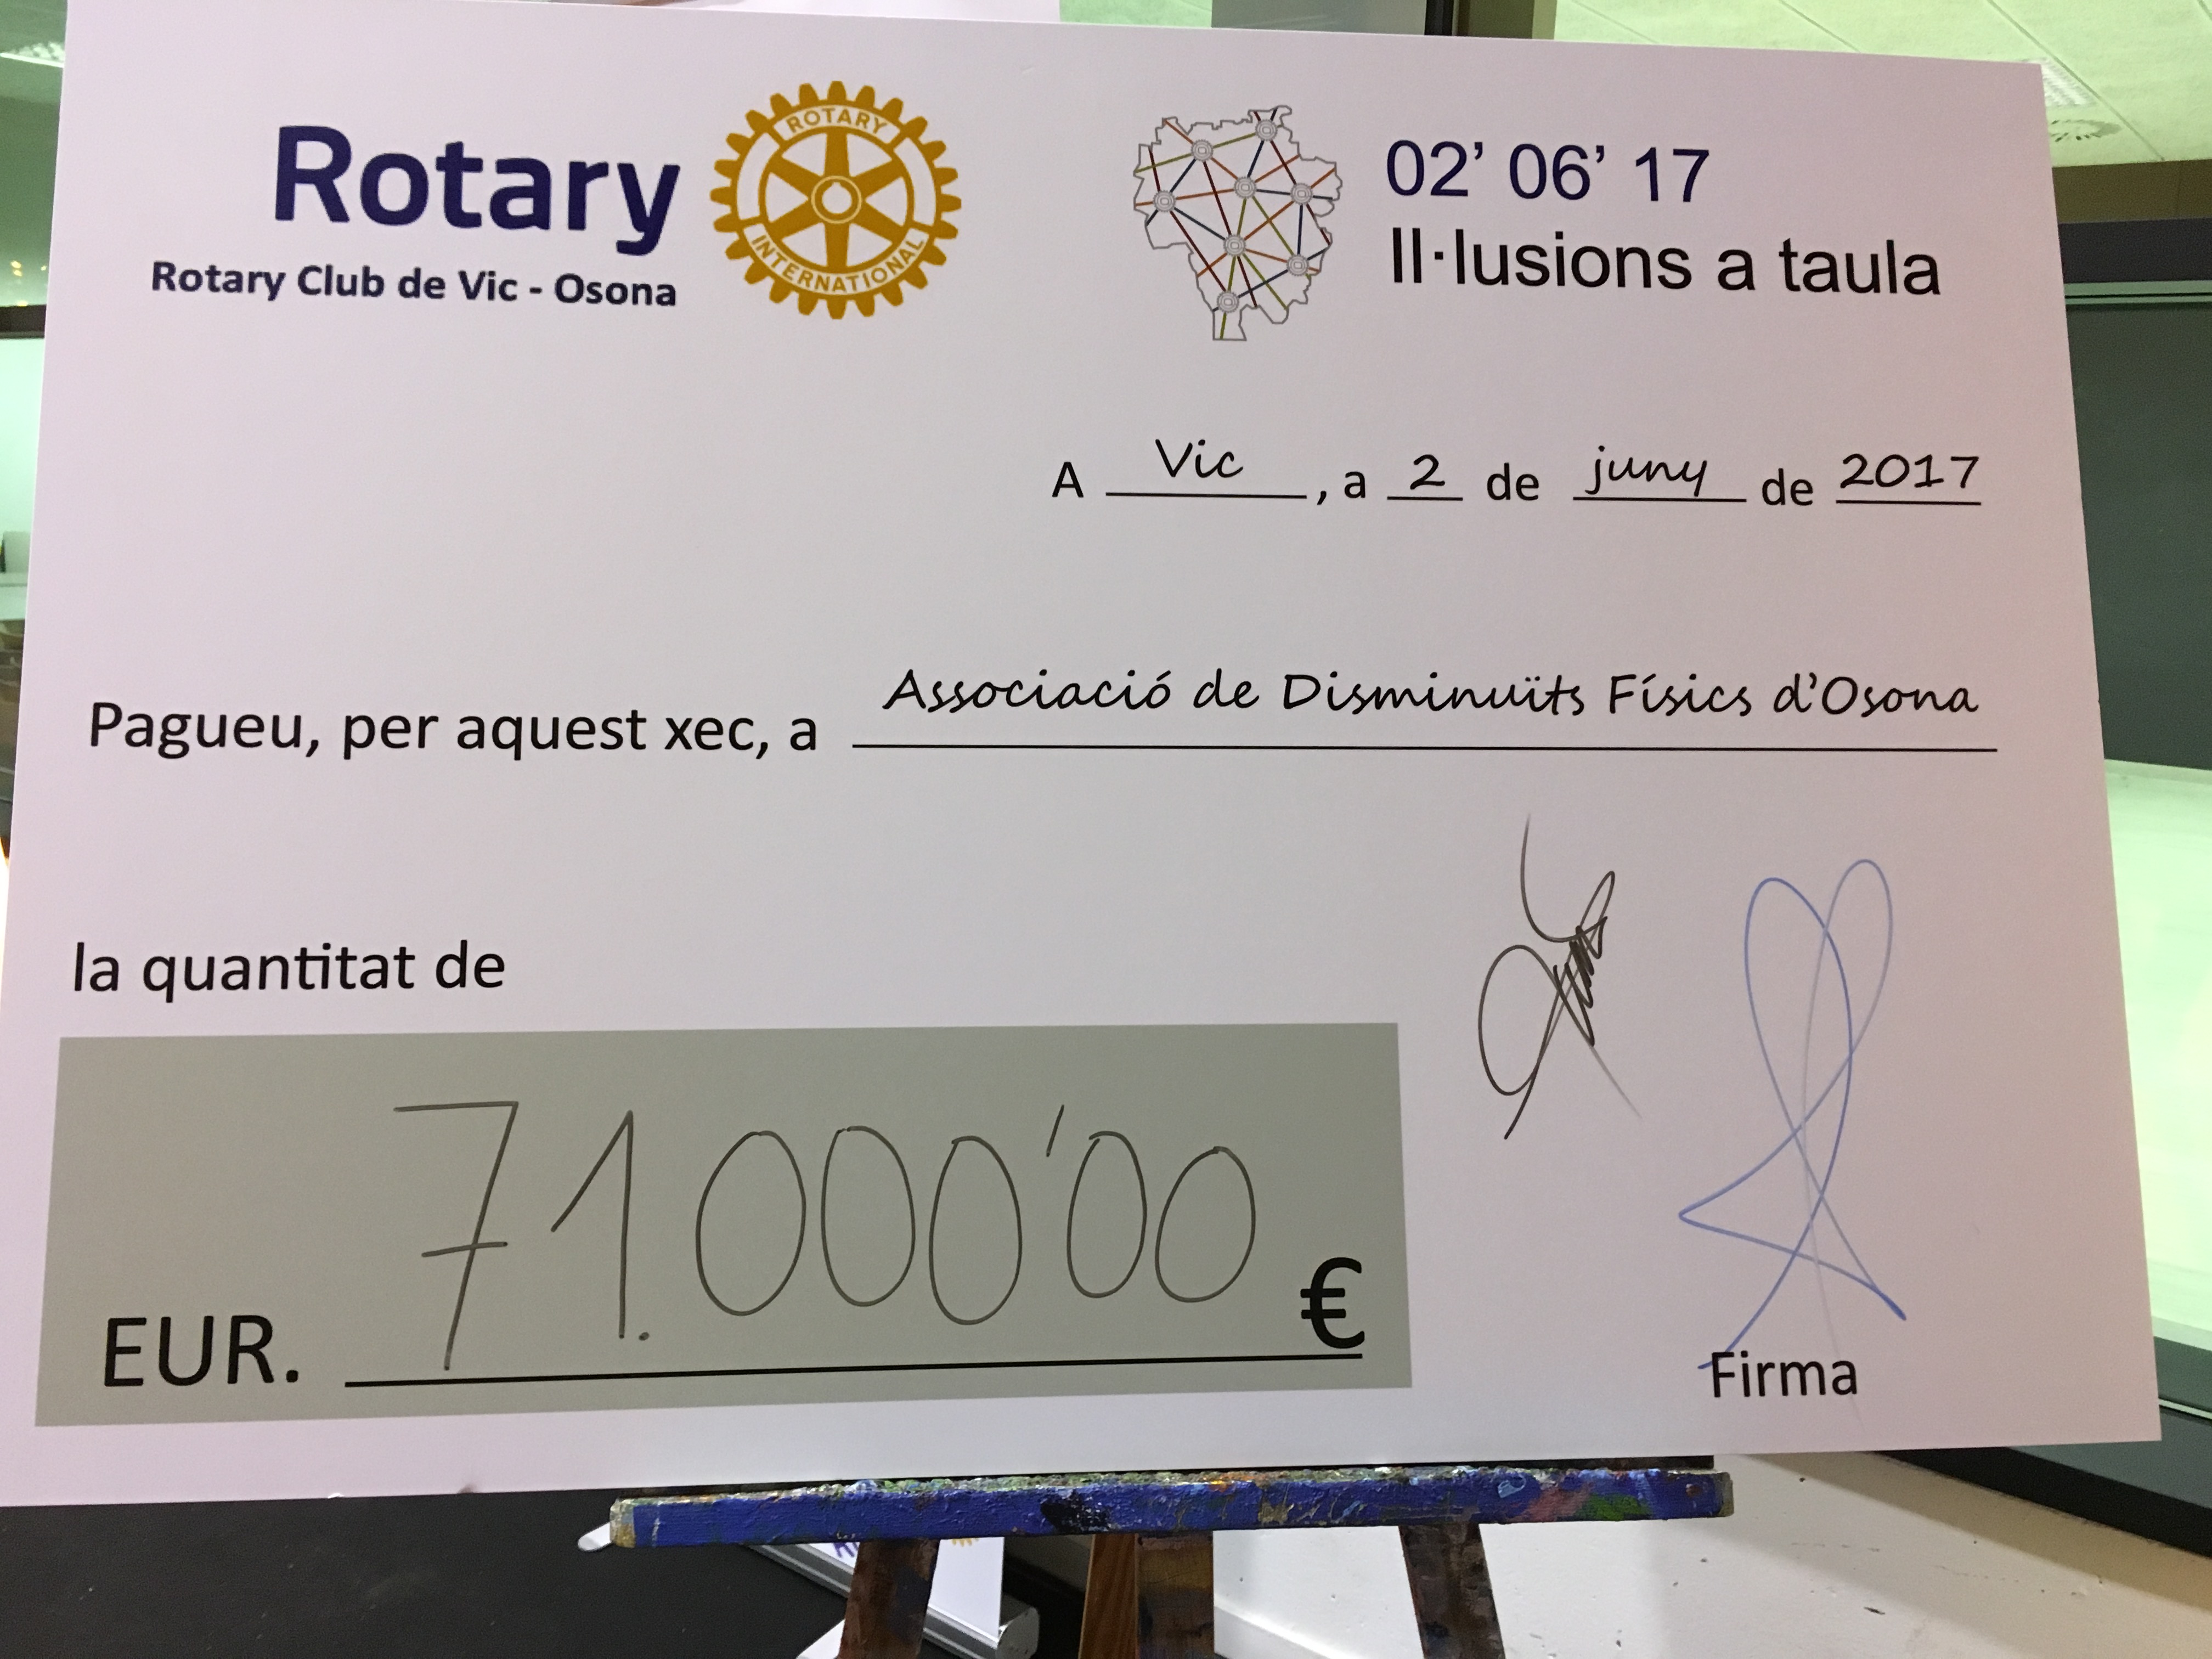 Rotary
Rotary Club de Vic - Osona
ROTARY
INTERNATIONAL
02' 06' 17
Il·lusions a taula
A Vic, a 2 de juny de 2017
Pagueu, per aquest xec, a Associació de Disminuïts Físics d'Osona
la quantitat de
EUR. 71.000'00 €
Firma